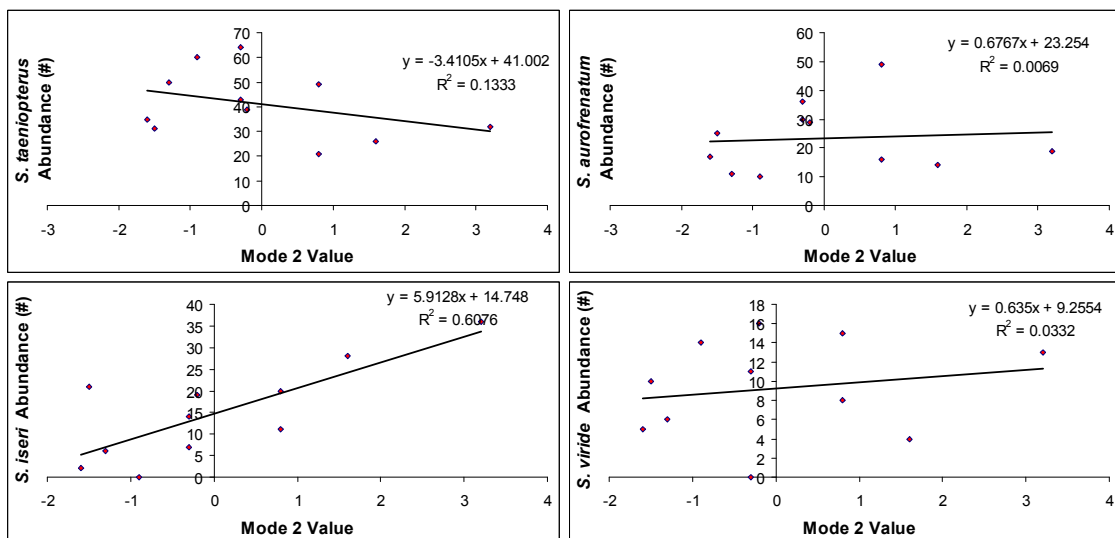 S. taeniopterus
Abundance (#)
70
60
50
40
30
20
10
0
y = -3.4105x + 41.002
R² = 0.1333
-3 -2 -1 0 1 2 3 4
Mode 2 Value
S. aurofrenatum
Abundance (#)
60
50
40
30
20
10
0
y = 0.6767x + 23.254
R² = 0.0069
-3 -2 -1 0 1 2 3 4
Mode 2 Value
S. iseri Abundance (#)
40
35
30
25
20
15
10
5
0
y = 5.9128x + 14.748
R² = 0.6076
-2 -1 0 1 2 3 4
Mode 2 Value
S. viride Abundance (#)
18
16
14
12
10
8
6
4
2
0
y = 0.635x + 9.2554
R² = 0.0332
-2 -1 0 1 2 3 4
Mode 2 Value